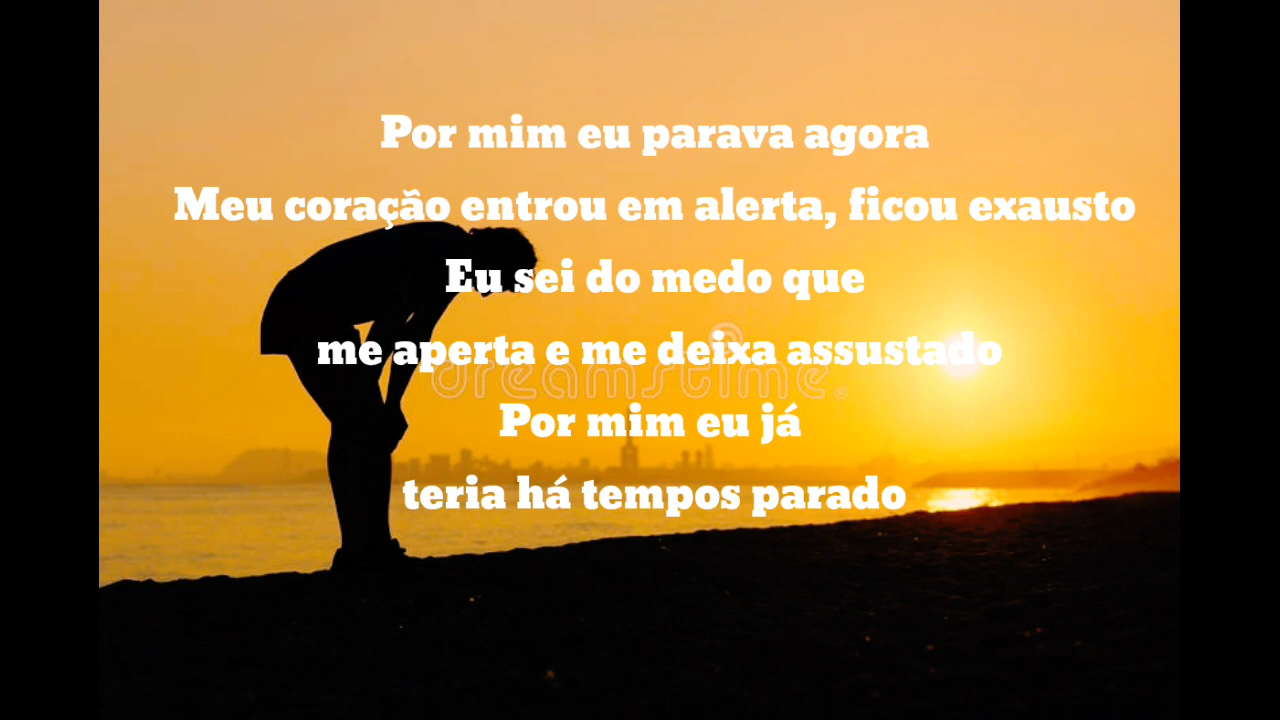 Por mim eu parava agora
Meu coração entrou em alerta, ficou exausto
Eu sei do medo que
me aperta e me deixa assustado
dreamstime.
Por mim eu já
teria há tempos parado